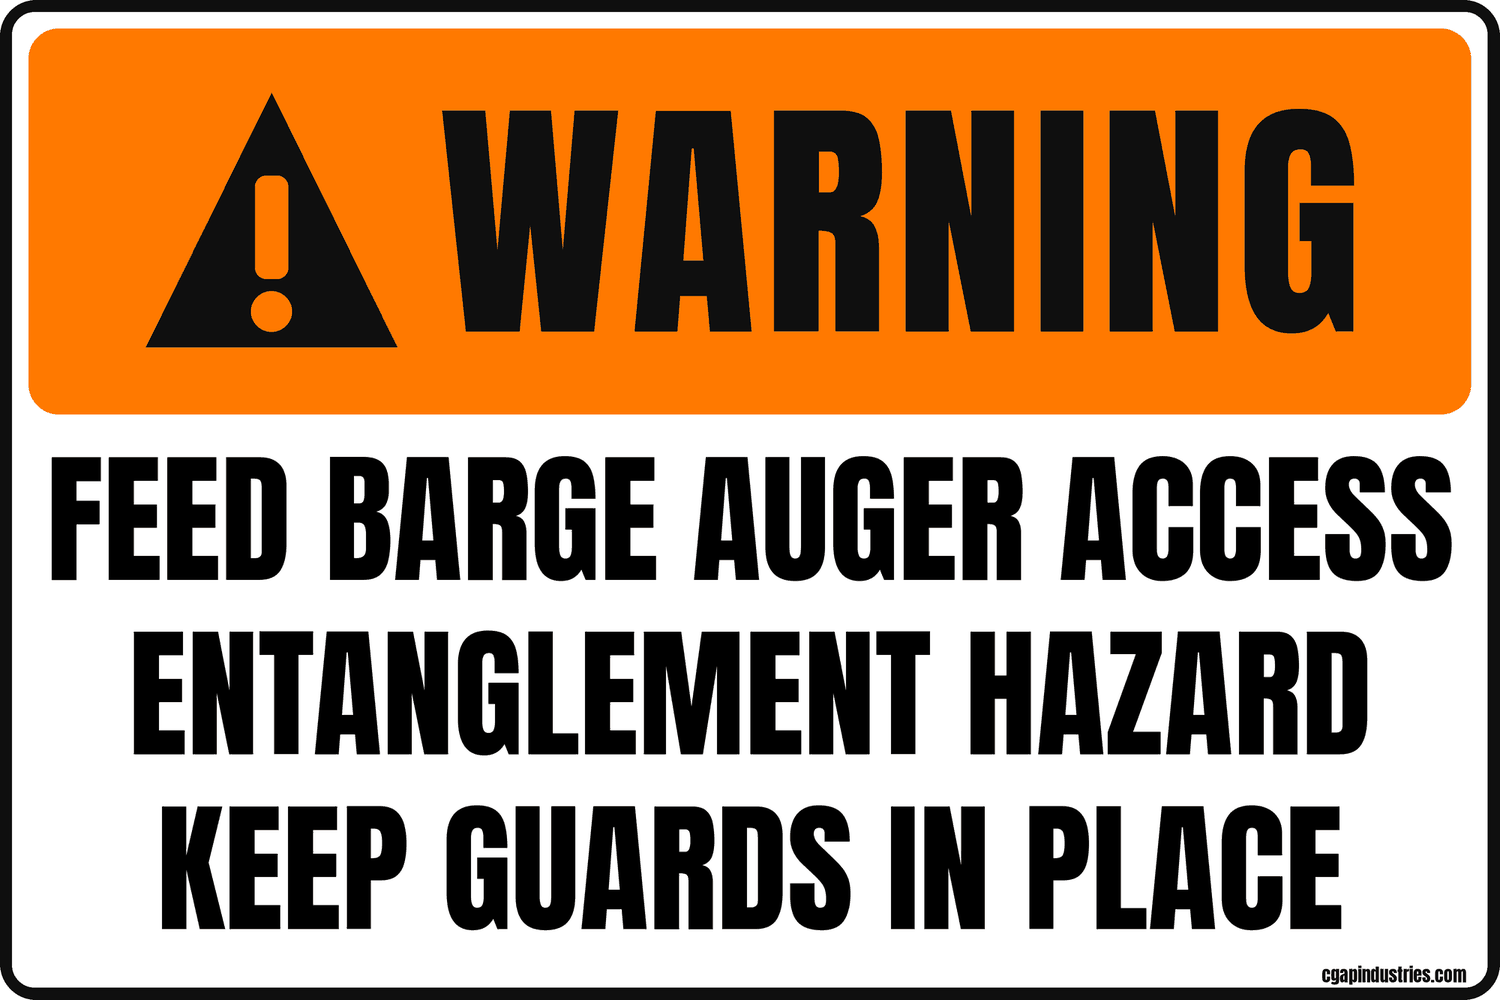 WARNING
FEED BARGE AUGER ACCESS
ENTANGLEMENT HAZARD
KEEP GUARDS IN PLACE
cgapindustries.com